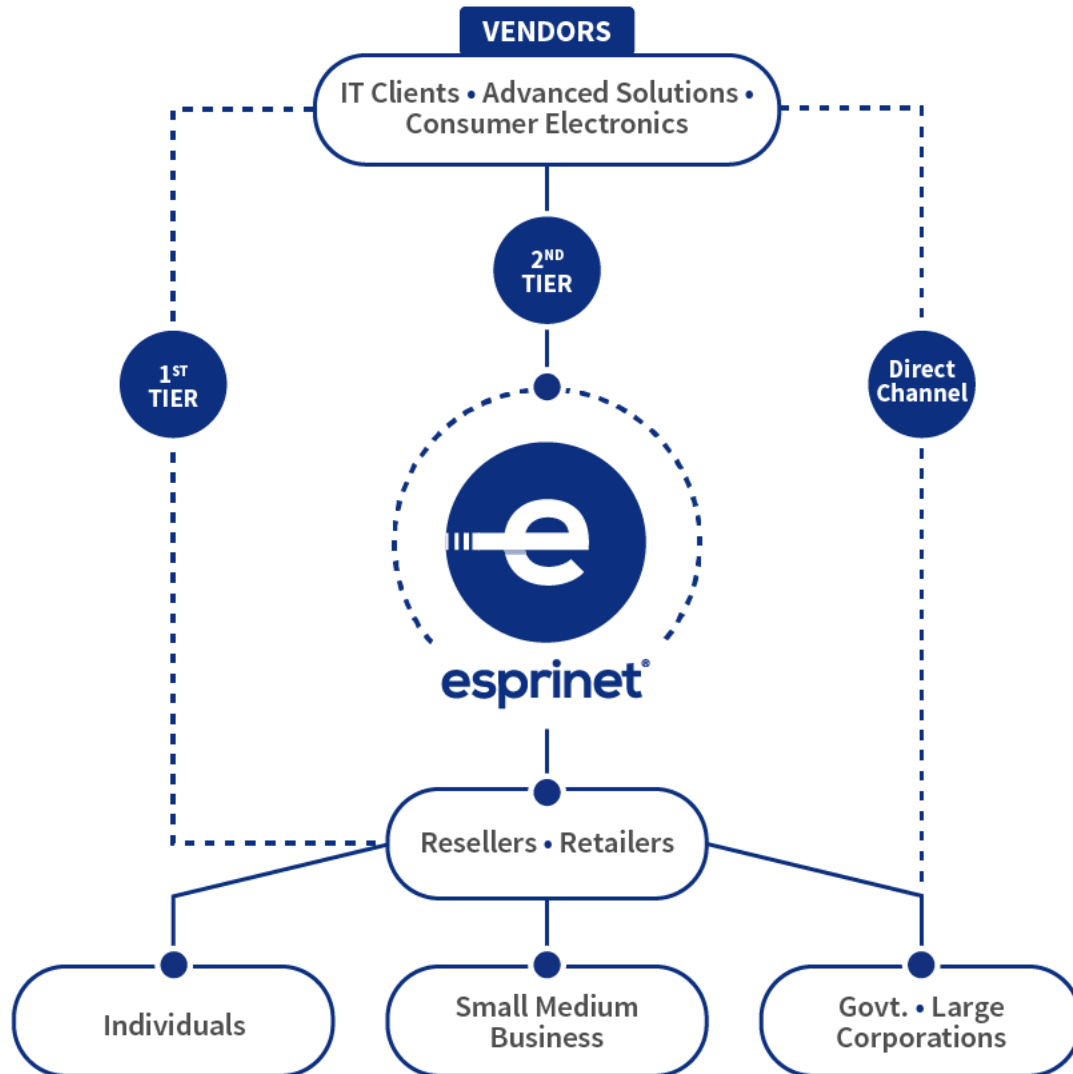 VENDORS
IT Clients • Advanced Solutions •
Consumer Electronics
2ND
TIER
1ST
TIER
Direct
Channel
e
esprinet®
Resellers • Retailers
Individuals
Small Medium
Business
Govt. • Large
Corporations